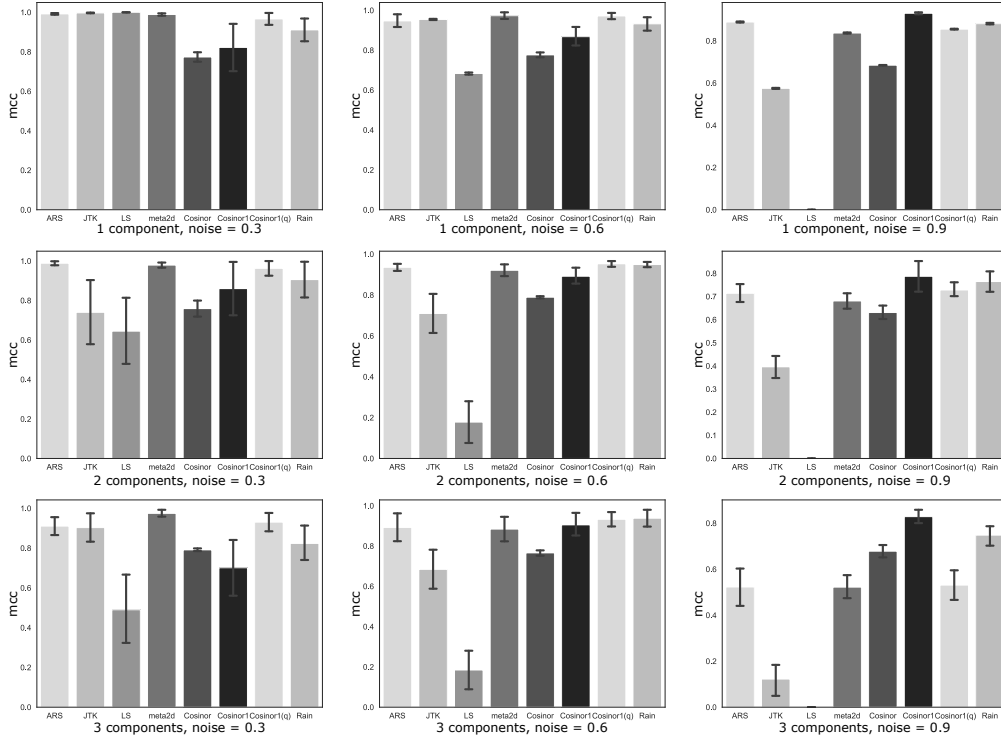 mcc
1.0
0.8
0.6
0.4
0.2
0.0
ARS JTK LS meta2d Cosinor Cosinor1 Cosinor1(q) Rain
1 component, noise = 0.3
mcc
1.0
0.8
0.6
0.4
0.2
0.0
ARS JTK LS meta2d Cosinor Cosinor1 Cosinor1(q) Rain
1 component, noise = 0.6
mcc
0.8
0.6
0.4
0.2
0.0
ARS JTK LS meta2d Cosinor Cosinor1 Cosinor1(q) Rain
1 component, noise = 0.9
mcc
1.0
0.8
0.6
0.4
0.2
0.0
ARS JTK LS meta2d Cosinor Cosinor1 Cosinor1(q) Rain
2 components, noise = 0.3
mcc
1.0
0.8
0.6
0.4
0.2
0.0
ARS JTK LS meta2d Cosinor Cosinor1 Cosinor1(q) Rain
2 components, noise = 0.6
mcc
0.8
0.7
0.6
0.5
0.4
0.3
0.2
0.1
0.0
ARS JTK LS meta2d Cosinor Cosinor1 Cosinor1(q) Rain
2 components, noise = 0.9
mcc
1.0
0.8
0.6
0.4
0.2
0.0
ARS JTK LS meta2d Cosinor Cosinor1 Cosinor1(q) Rain
3 components, noise = 0.3
mcc
1.0
0.8
0.6
0.4
0.2
0.0
ARS JTK LS meta2d Cosinor Cosinor1 Cosinor1(q) Rain
3 components, noise = 0.6
mcc
0.8
0.6
0.4
0.2
0.0
ARS JTK LS meta2d Cosinor Cosinor1 Cosinor1(q) Rain
3 components, noise = 0.9